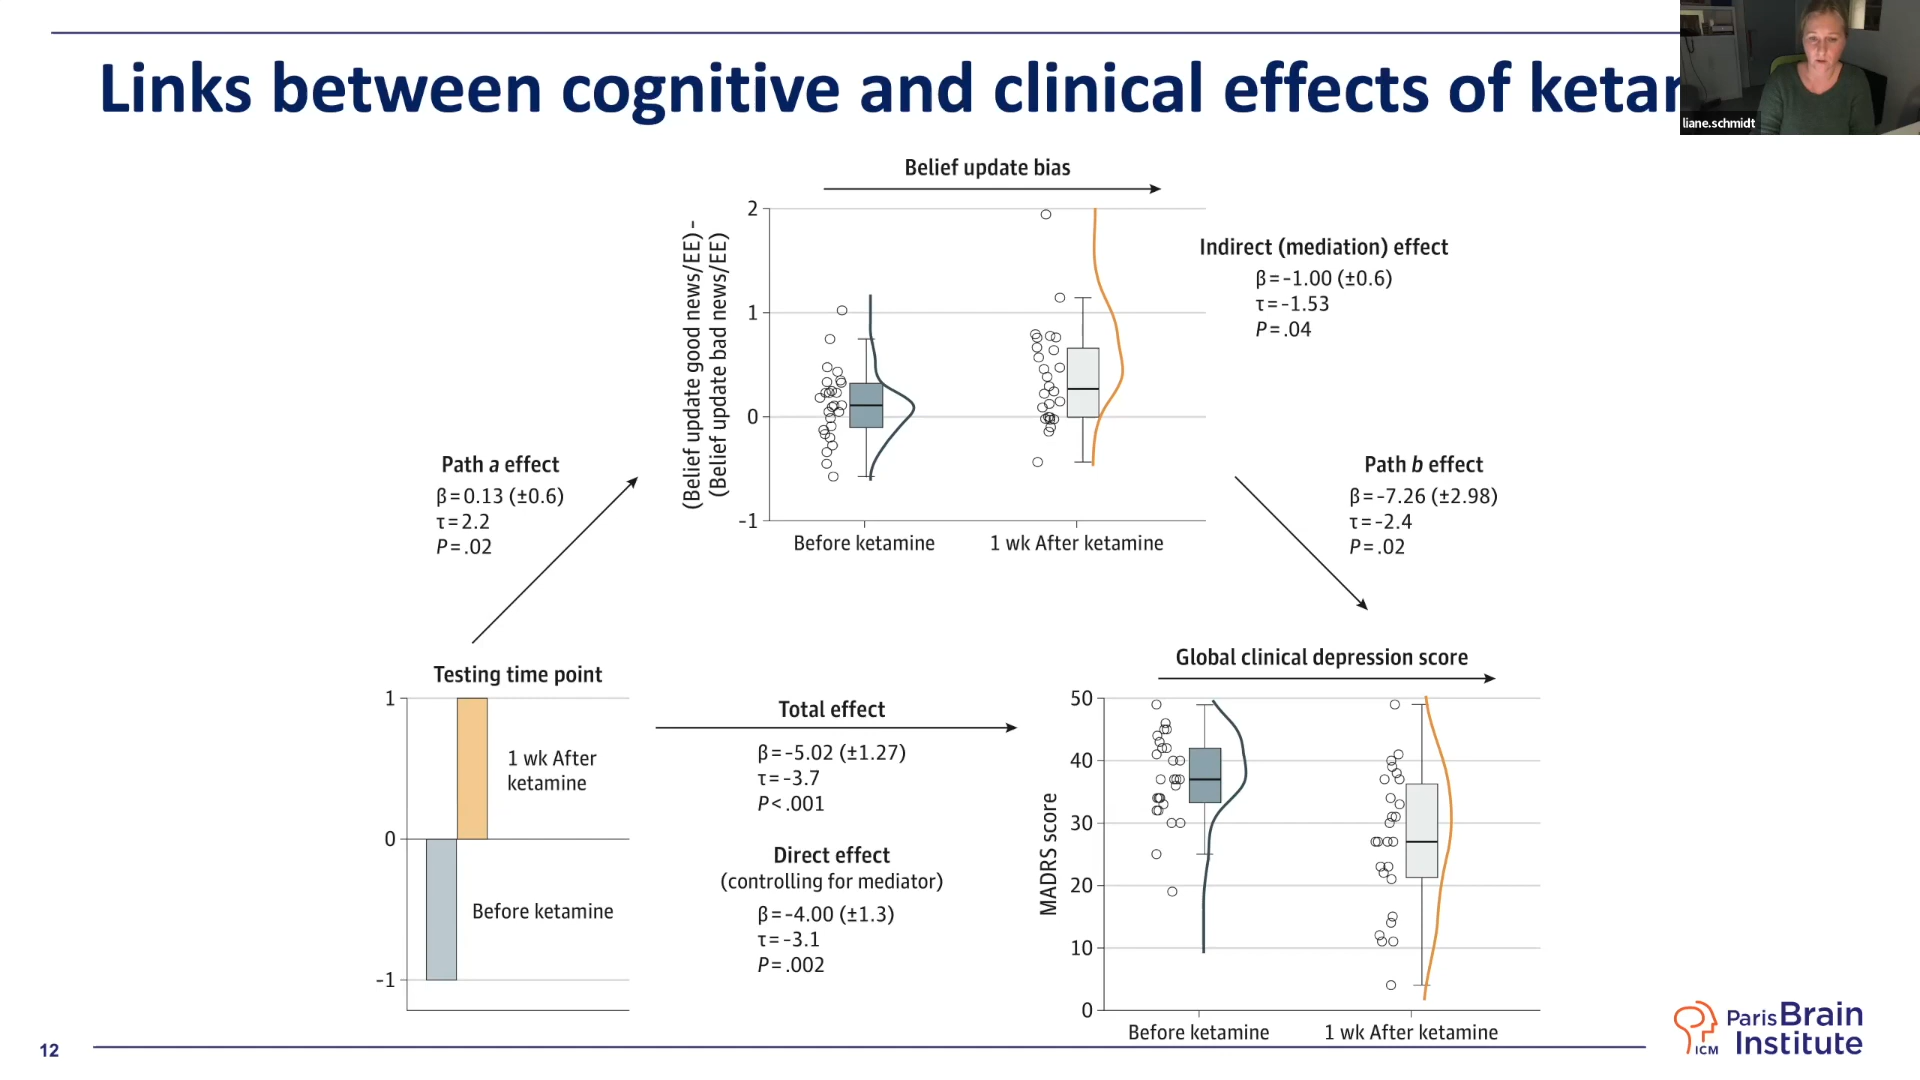 Links between cognitive and clinical effects of ketam
liane.schmidt
Belief update bias
(Belief update good news/EE) -
(Belief update bad news/EE)
2
1
0
-1
Before ketamine
1 wk After ketamine
Indirect (mediation) effect
β=-1.00 (±0.6)
τ=-1.53
P=.04
Path a effect
β=0.13 (±0.6)
τ=2.2
P=.02
Path b effect
β=-7.26 (±2.98)
τ=-2.4
P=.02
Testing time point
1
0
-1
1 wk After
ketamine
Before ketamine
Total effect
β=-5.02 (±1.27)
τ=-3.7
P<.001
Direct effect
(controlling for mediator)
β=-4.00 (±1.3)
τ=-3.1
P=.002
Global clinical depression score
MADRS score
50
40
30
20
10
0
Before ketamine
1 wk After ketamine
12
Paris Brain
Institute
ICM